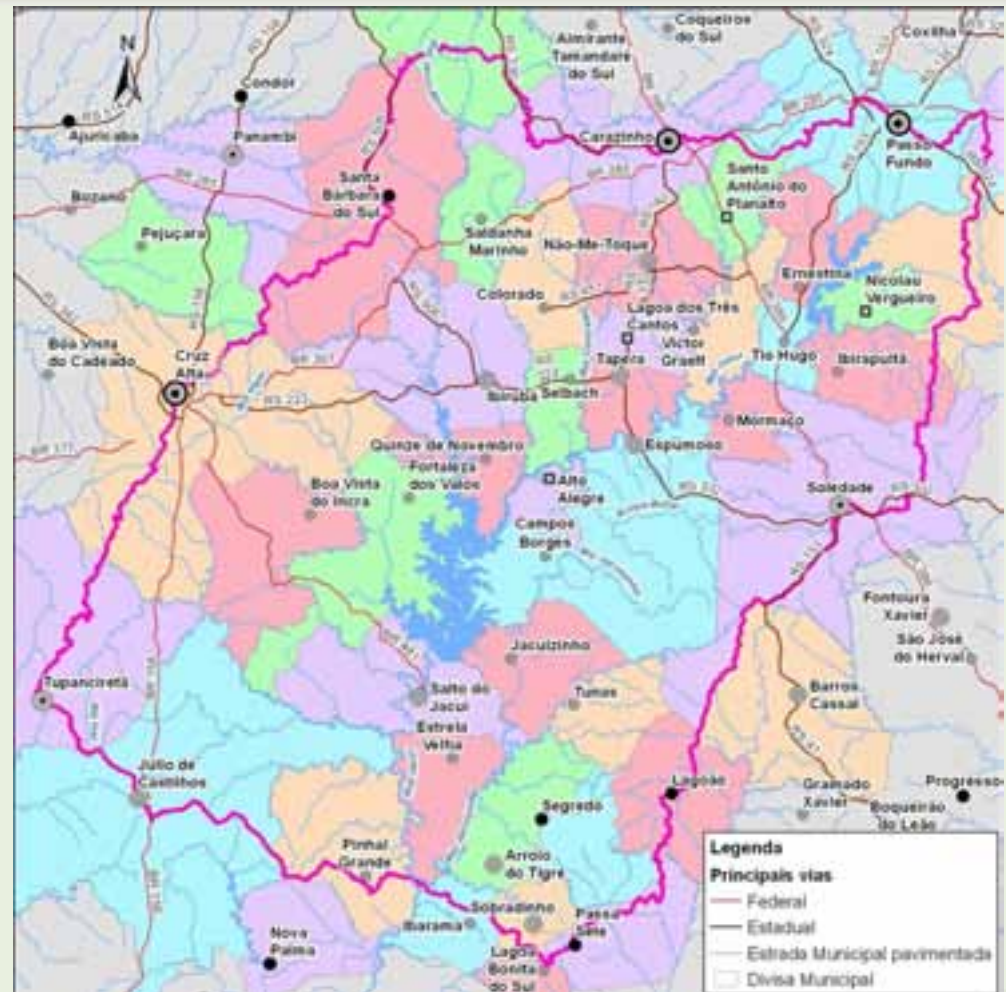 N
Condor
Ajuricaba
Panambi
Bozano
Pejuçara
Santa
Bárbara
do Sul
Saldanha
Marinho
Almirante
Tamandaré
do Sul
Coqueiros
do Sul
Coxilha
Carazinho
Passo
Fundo
Santo
Antônio do
Planalto
Não-Me-Toque
Colorado
Ernestina
Nicolau
Vergueiro
Lagoa dos Três
Cantos
Victor
Graeff
Tapera
Tio Hugo
Ibirapuitã
Boa Vista
do Cadeado
Cruz
Alta
Ibirubá
Selbach
RS 223
Mormaço
Espumoso
Quinze de Novembro
Fortaleza
dos Valos
Boa Vista
do Incra
Alto
Alegre
Campos
Borges
Soledade
Fontoura
Xavier
São José
do Herval
Jacuizinho
Tunas
Salto do
Jacuí
Estrela
Velha
Barros
Cassal
Tupanciretã
Júlio de
Castilhos
Lagoão
Gramado
Xavier
Progresso
Boqueirão
do Leão
Segredo
Arroio
do Tigre
Pinhal
Grande
Sobradinho
Ibarama
Passa
Sete
Nova
Palma
Lagoa
Bonita
do Sul
Legenda
Principais vias
Federal
Estadual
Estrada Municipal pavimentada
Divisa Municipal